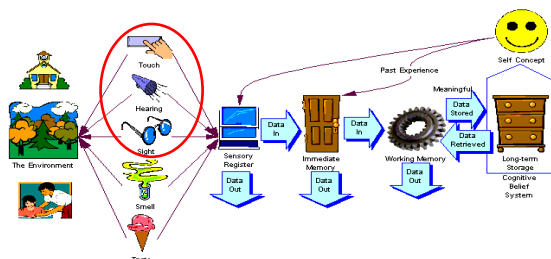 Touch
Hearing
Sight
Smell
The Environment
Sensory
Register
Data
In
Data
Out
Immediate
Memory
Data
In
Data
Out
Past Experience
Working Memory
Data
Out
Meaningful
Data
Stored
Data
Retrieved
Self Concept
Long-term
Storage
Cognitive
Belief
System